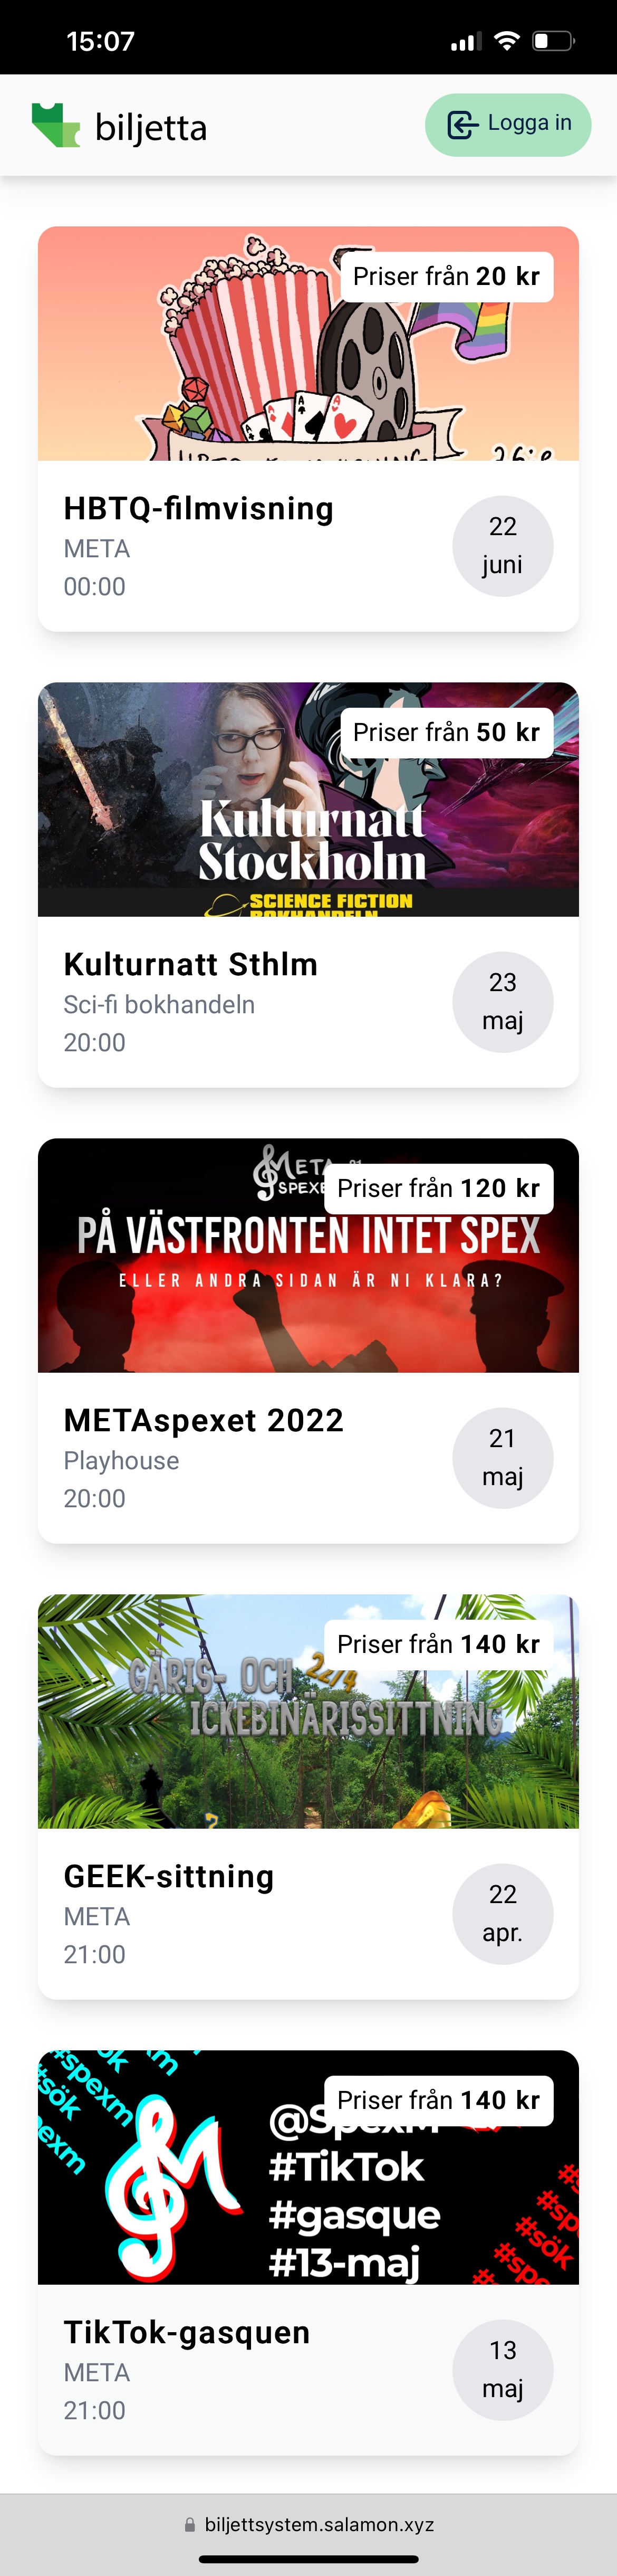 15:07
biljetta
Logga in
Priser från 20 kr
A A A
26:e
HBTQ-filmvisning
META
00:00
22
juni
Priser från 50 kr
Kulturnatt
Stockholm
SCIENCE FICTION
BOKHANDELN
Kulturnatt Sthlm
Sci-fi bokhandeln
20:00
23
maj
META
Priser från 120 kr
PÅ VÄSTFRONTEN INTET SPEX
ELLER ANDRA SIDAN ÄR NI KLARA?
METAspexet 2022
Playhouse
20:00
21
maj
Priser från 140 kr
GÄRIS- OCH 22/4
ICKEBINÄRISSITTNING
GEEK-sittning
META
21:00
22
apr.
#spexm
#sök
Priser från 140 kr
@SpexM
#TikTok
#gasque
#13-maj
#sök
TikTok-gasquen
META
21:00
13
maj
biljettsystem.salamon.xyz